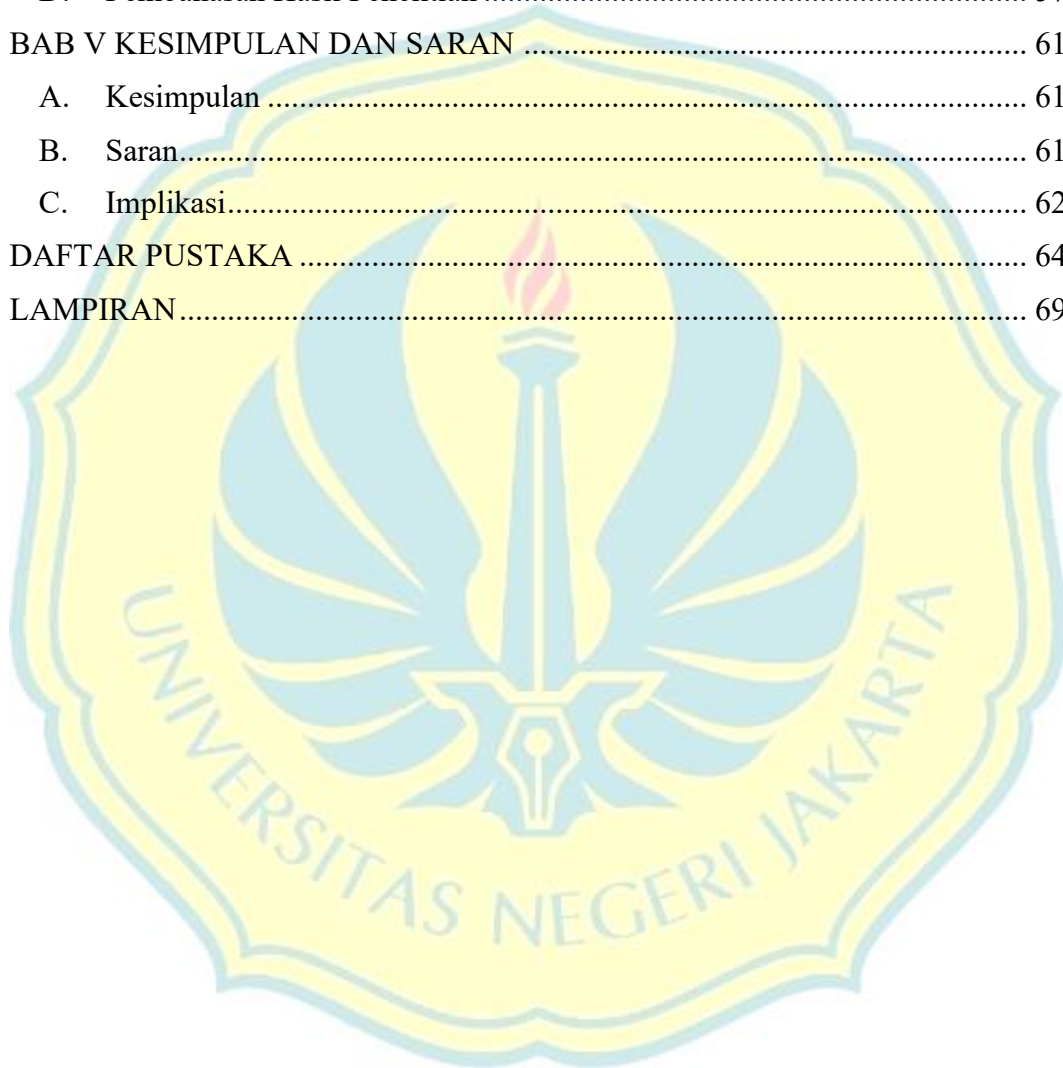 BAB V KESIMPULAN DAN SARAN ........................................................................ 61
A. Kesimpulan ............................................................................................................. 61
B. Saran......................................................................................................................... 61
C. Implikasi................................................................................................................... 62
DAFTAR PUSTAKA ........................................................................................................ 64
LAMPIRAN......................................................................................................................... 69
UNIVERSITAS NEGERI JAKARTA